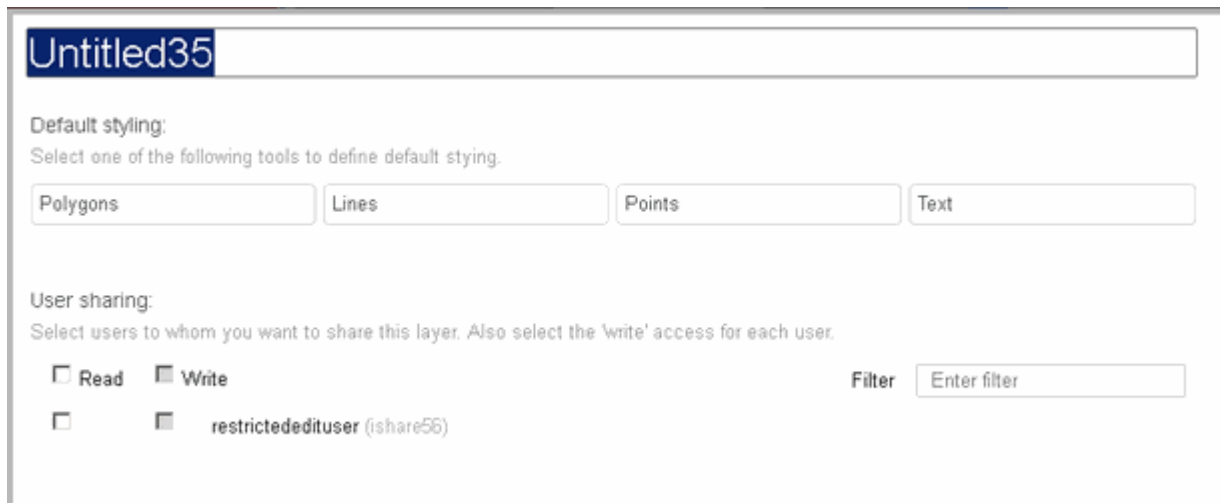 Untitled35
Default styling:
Select one of the following tools to define default stying.
Polygons Lines Points Text
User sharing:
Select users to whom you want to share this layer. Also select the 'write' access for each user.
Read Write Filter Enter filter
restrictededituser (ishare56)